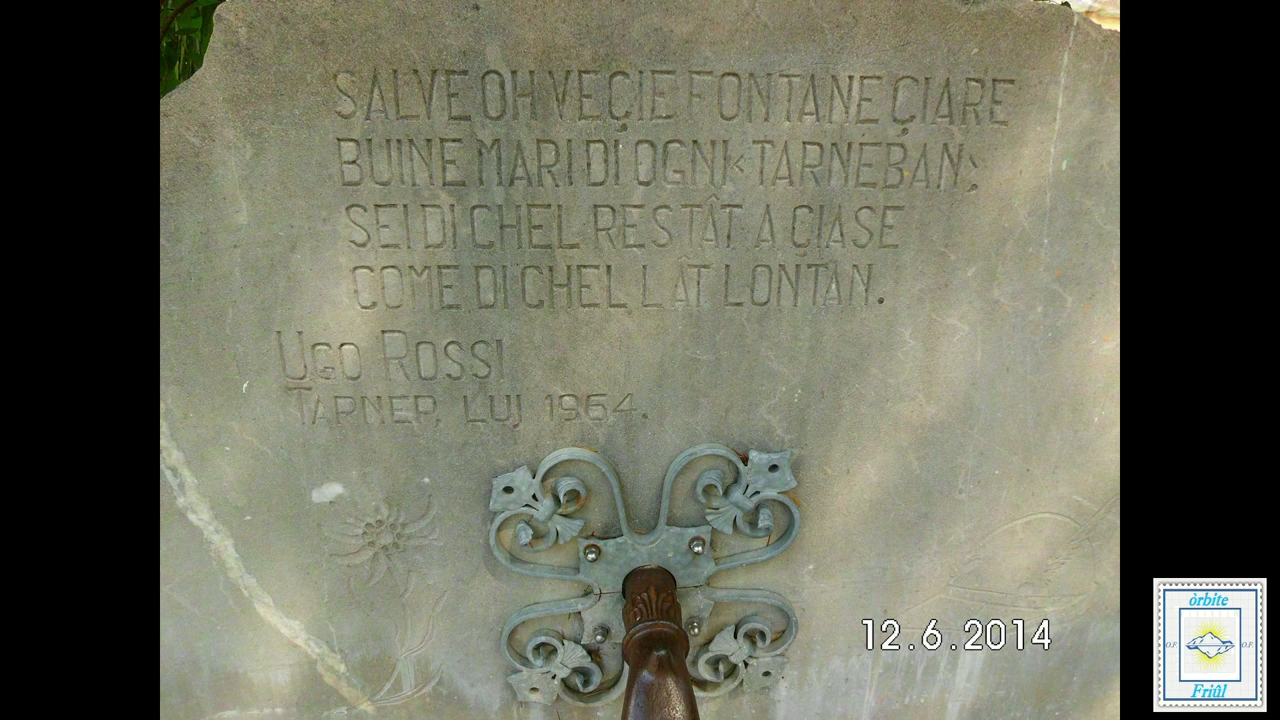 SALVE OH VEÇIE FONTANE ÇIARE
BUINE MARI DI OGNI «TARNEBAN»;
SEI DI CHEL RESTÂT A ÇIASE
COME DI CHEL LÂT LONTAN.
UGO ROSSI
TARNEP, LUJ 1964.
12.6.2014
òrbite
O.F. O.F.
Friûl